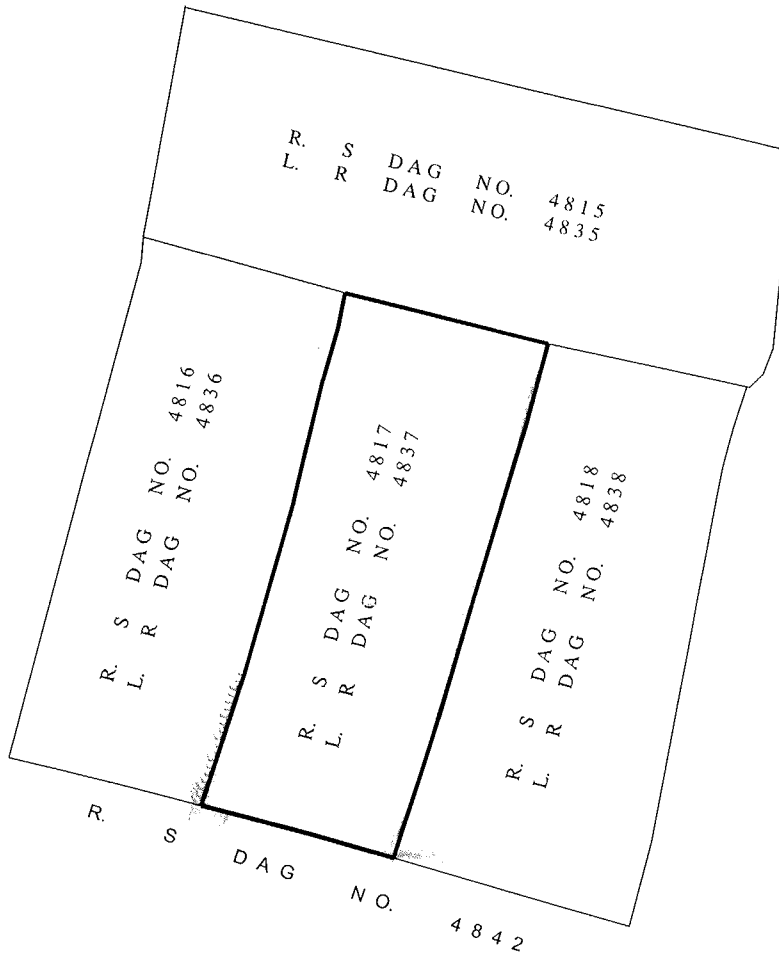 R. S DAG NO. 4815
L. R DAG NO. 4835
R. S DAG NO. 4816
L. R DAG NO. 4836
R. S DAG NO. 4817
L. R DAG NO. 4837
R. S DAG NO. 4818
L. R DAG NO. 4838
R. S DAG NO. 4842